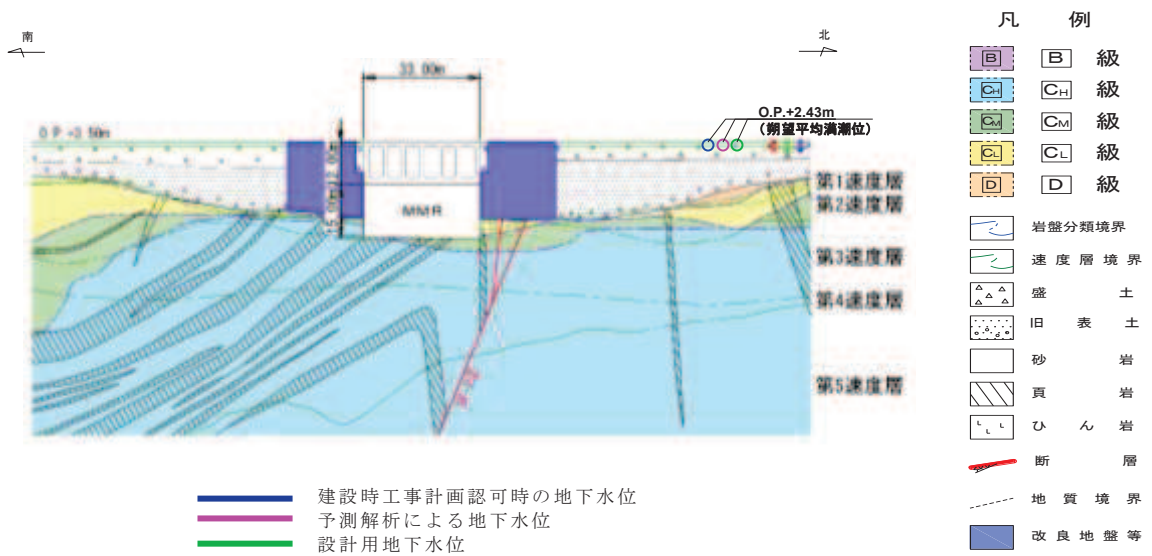 南
北
33.00m
O.P.+2.43m
(朔望平均満潮位)
O.P.+3.50m
MMR
第1速度層
第2速度層
第3速度層
第4速度層
第5速度層
建設時工事計画認可時の地下水位
予測解析による地下水位
設計用地下水位
凡 例
B B 級
CH CH 級
CM CM 級
CL CL 級
D D 級
岩盤分類境界
速度層境界
盛土
旧表土
砂岩
頁岩
ひん岩
断層
地質境界
改良地盤等